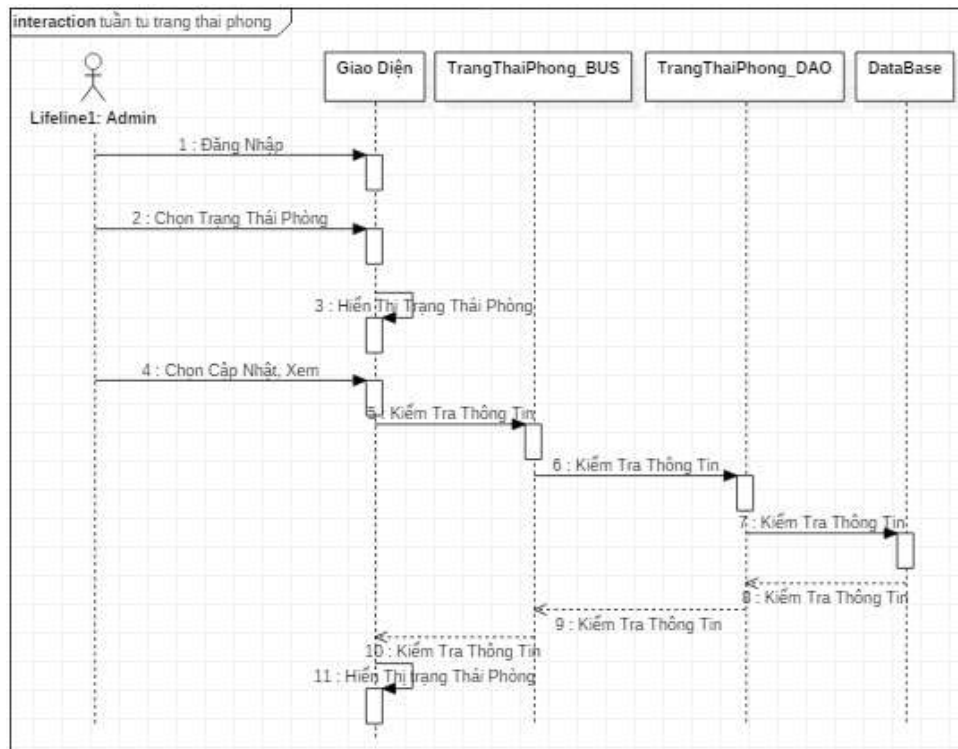 interaction tuần tu trang thai phong
Giao Diện
TrangThaiPhong_BUS
TrangThaiPhong_DAO
DataBase
Lifeline1: Admin
1 : Đăng Nhập
2 : Chọn Trạng Thái Phòng
3 : Hiển Thị Trạng Thái Phòng
4 : Chọn Cập Nhật, Xem
5 : Kiểm Tra Thông Tin
6 : Kiểm Tra Thông Tin
7 : Kiểm Tra Thông Tin
8 : Kiểm Tra Thông Tin
9 : Kiểm Tra Thông Tin
10 : Kiểm Tra Thông Tin
11 : Hiển Thị trạng Thái Phòng